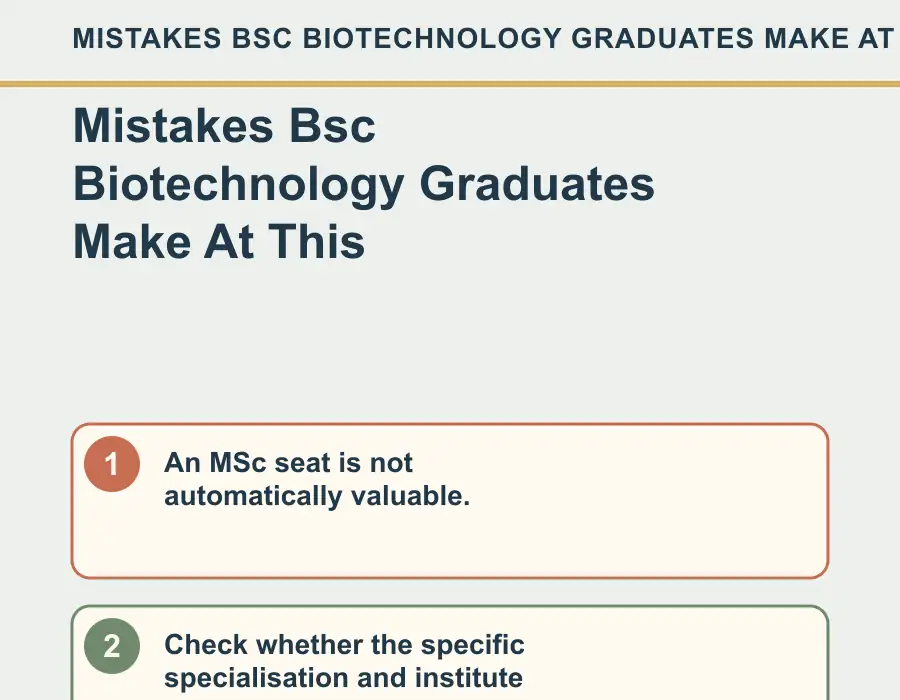 MISTAKES BSC BIOTECHNOLOGY GRADUATES MAKE AT
Mistakes Bsc
Biotechnology Graduates
Make At This
1
An MSc seat is not
automatically valuable.
2
Check whether the specific
specialisation and institute